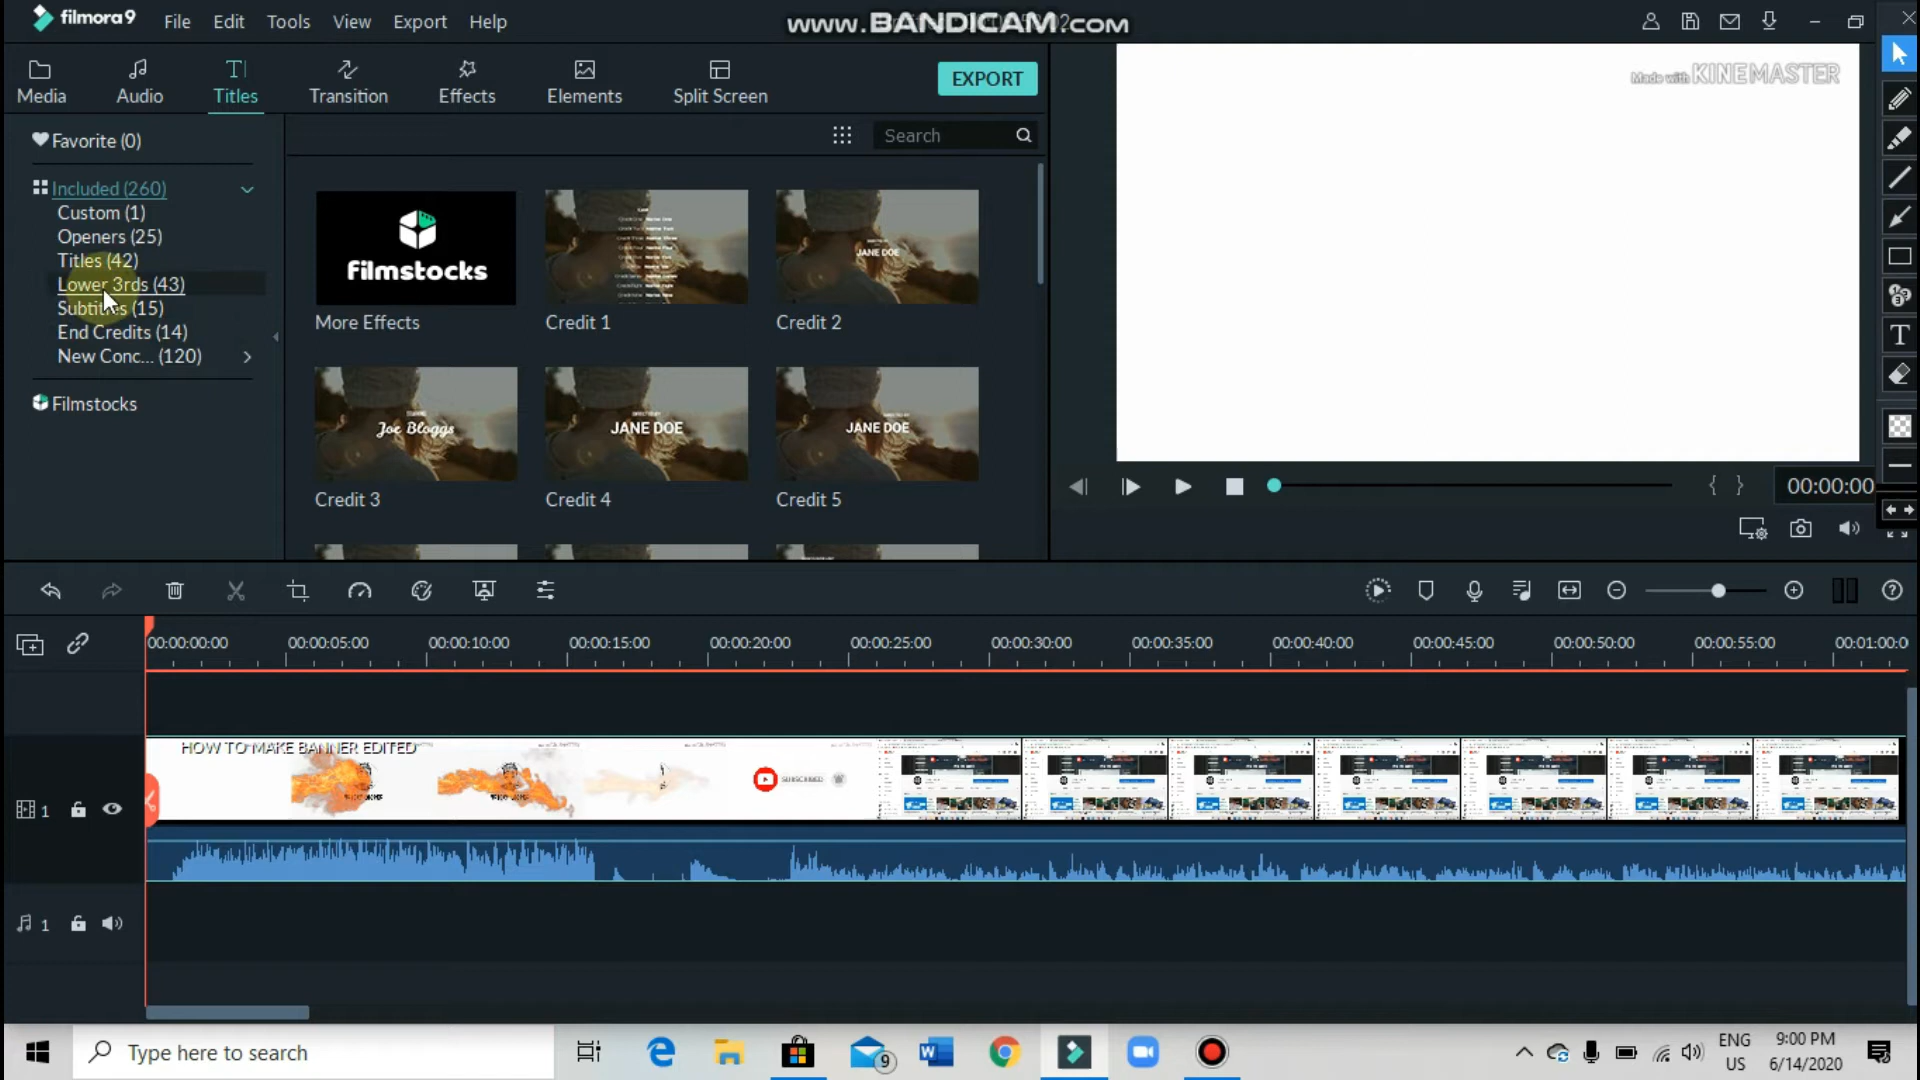 filmora9 File Edit Tools View Export Help
www.BANDICAM.com
Media Audio Titles Transition Effects Elements Split Screen
EXPORT
Made with KINEMASTER
Favorite (0)
Search
Included (260)
Custom (1)
Openers (25)
Titles (42)
Lower 3rds (43)
Subtitles (15)
End Credits (14)
New Conc... (120)
Filmstocks
filmstocks
JANE DOE
More Effects Credit 1 Credit 2
Joe Bloggs
DIRECTED BY
JANE DOE
JANE DOE
Credit 3 Credit 4 Credit 5
00:00:00
00:00:00:00 00:00:05:00 00:00:10:00 00:00:15:00 00:00:20:00 00:00:25:00 00:00:30:00 00:00:35:00 00:00:40:00 00:00:45:00 00:00:50:00 00:00:55:00 00:01:00:0
HOW TO MAKE BANNER EDITED
SUBSCRIBED
1
1
Type here to search
9
ENG
US
9:00 PM
6/14/2020